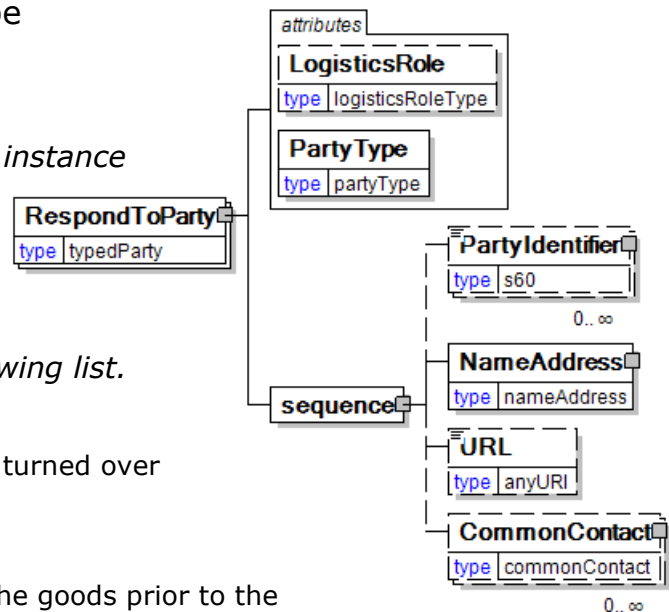 pe
attributes
LogisticsRole
type logisticsRoleType
instance
PartyType
type partyType
RespondToParty
type typedParty
PartyIdentifier
type s60
0.. ∞
wing list.
NameAddress
type nameAddress
sequence
URL
type anyURI
turned over
CommonContact
type commonContact
he goods prior to the
0.. ∞